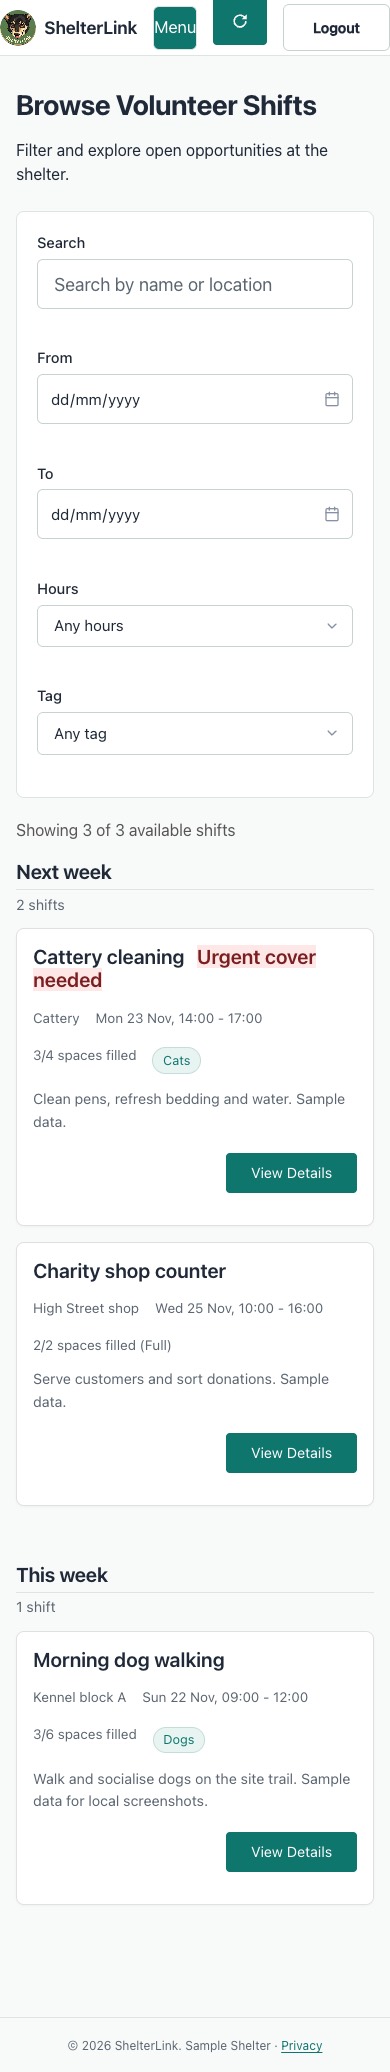 ShelterLink
Menu
Logout
Browse Volunteer Shifts
Filter and explore open opportunities at the
shelter.
Search
Search by name or location
From
dd/mm/yyyy
To
dd/mm/yyyy
Hours
Any hours
Tag
Any tag
Showing 3 of 3 available shifts
Next week
2 shifts
Cattery cleaning Urgent cover
needed
Cattery Mon 23 Nov, 14:00 - 17:00
3/4 spaces filled Cats
Clean pens, refresh bedding and water. Sample
data.
View Details
Charity shop counter
High Street shop Wed 25 Nov, 10:00 - 16:00
2/2 spaces filled (Full)
Serve customers and sort donations. Sample
data.
View Details
This week
1 shift
Morning dog walking
Kennel block A Sun 22 Nov, 09:00 - 12:00
3/6 spaces filled Dogs
Walk and socialise dogs on the site trail. Sample
data for local screenshots.
View Details
© 2026 ShelterLink. Sample Shelter · Privacy